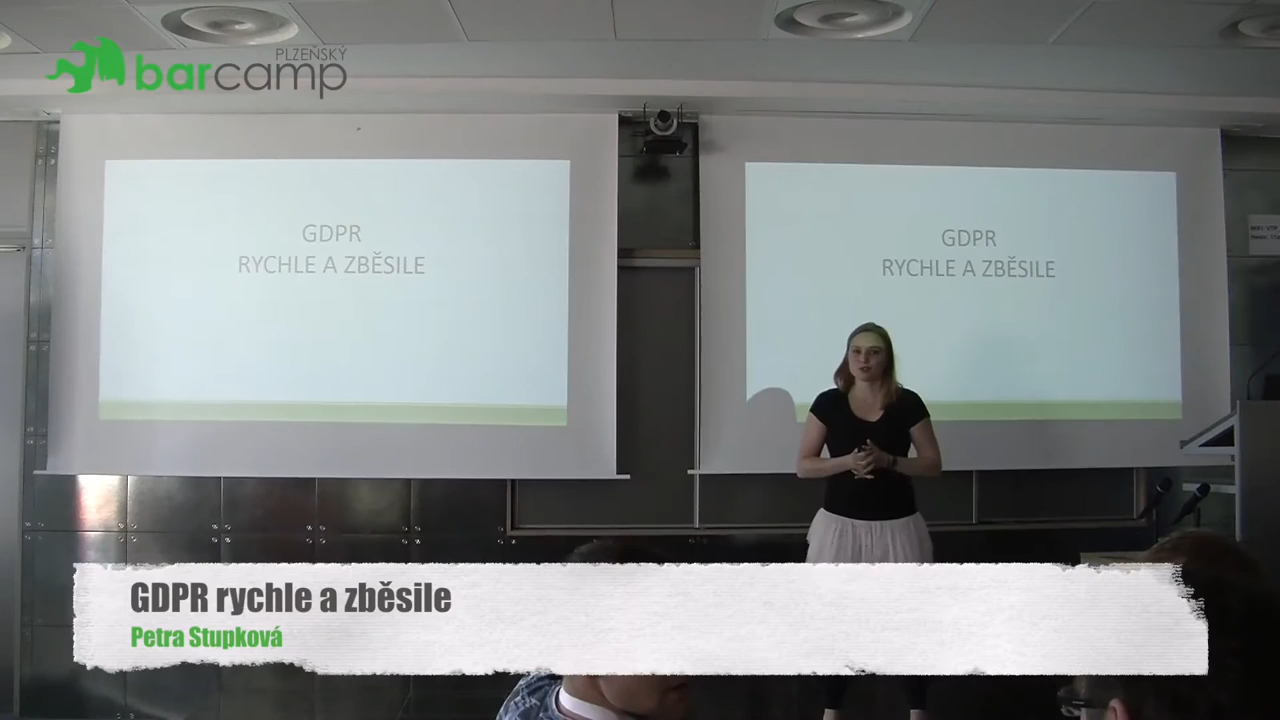 PLZEŇSKÝ
barcamp
GDPR
RYCHLE A ZBĚSILE
GDPR
RYCHLE A ZBĚSILE
GDPR rychle a zběsile
Petra Stupková